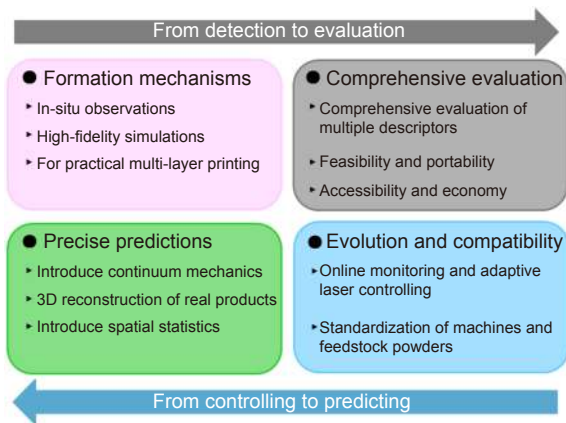 From detection to evaluation
● Formation mechanisms
▸ In-situ observations
▸ High-fidelity simulations
▸ For practical multi-layer printing
● Comprehensive evaluation
▸ Comprehensive evaluation of
multiple descriptors
▸ Feasibility and portability
▸ Accessibility and economy
● Precise predictions
▸ Introduce continuum mechanics
▸ 3D reconstruction of real products
▸ Introduce spatial statistics
● Evolution and compatibility
▸ Online monitoring and adaptive
laser controlling
▸ Standardization of machines and
feedstock powders
From controlling to predicting